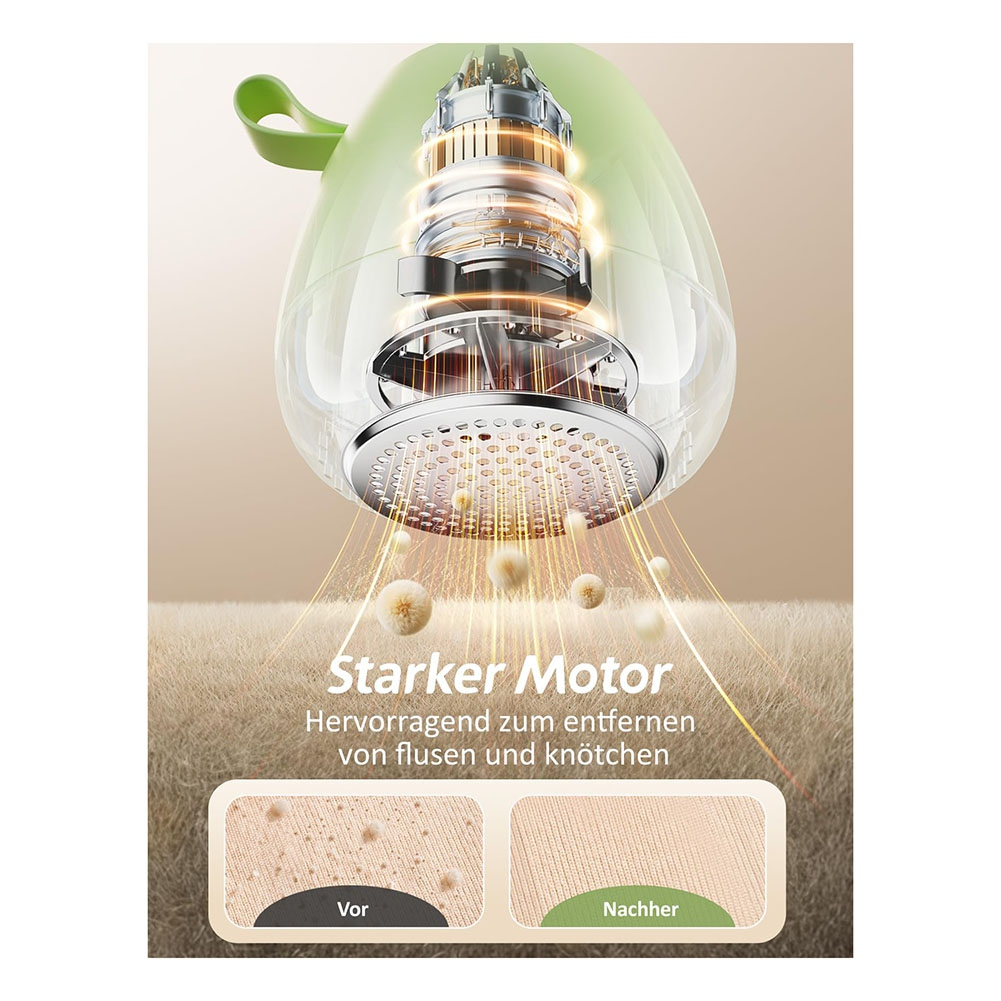 Starker Motor
Hervorragend zum entfernen
von flusen und knötchen
Vor
Nachher